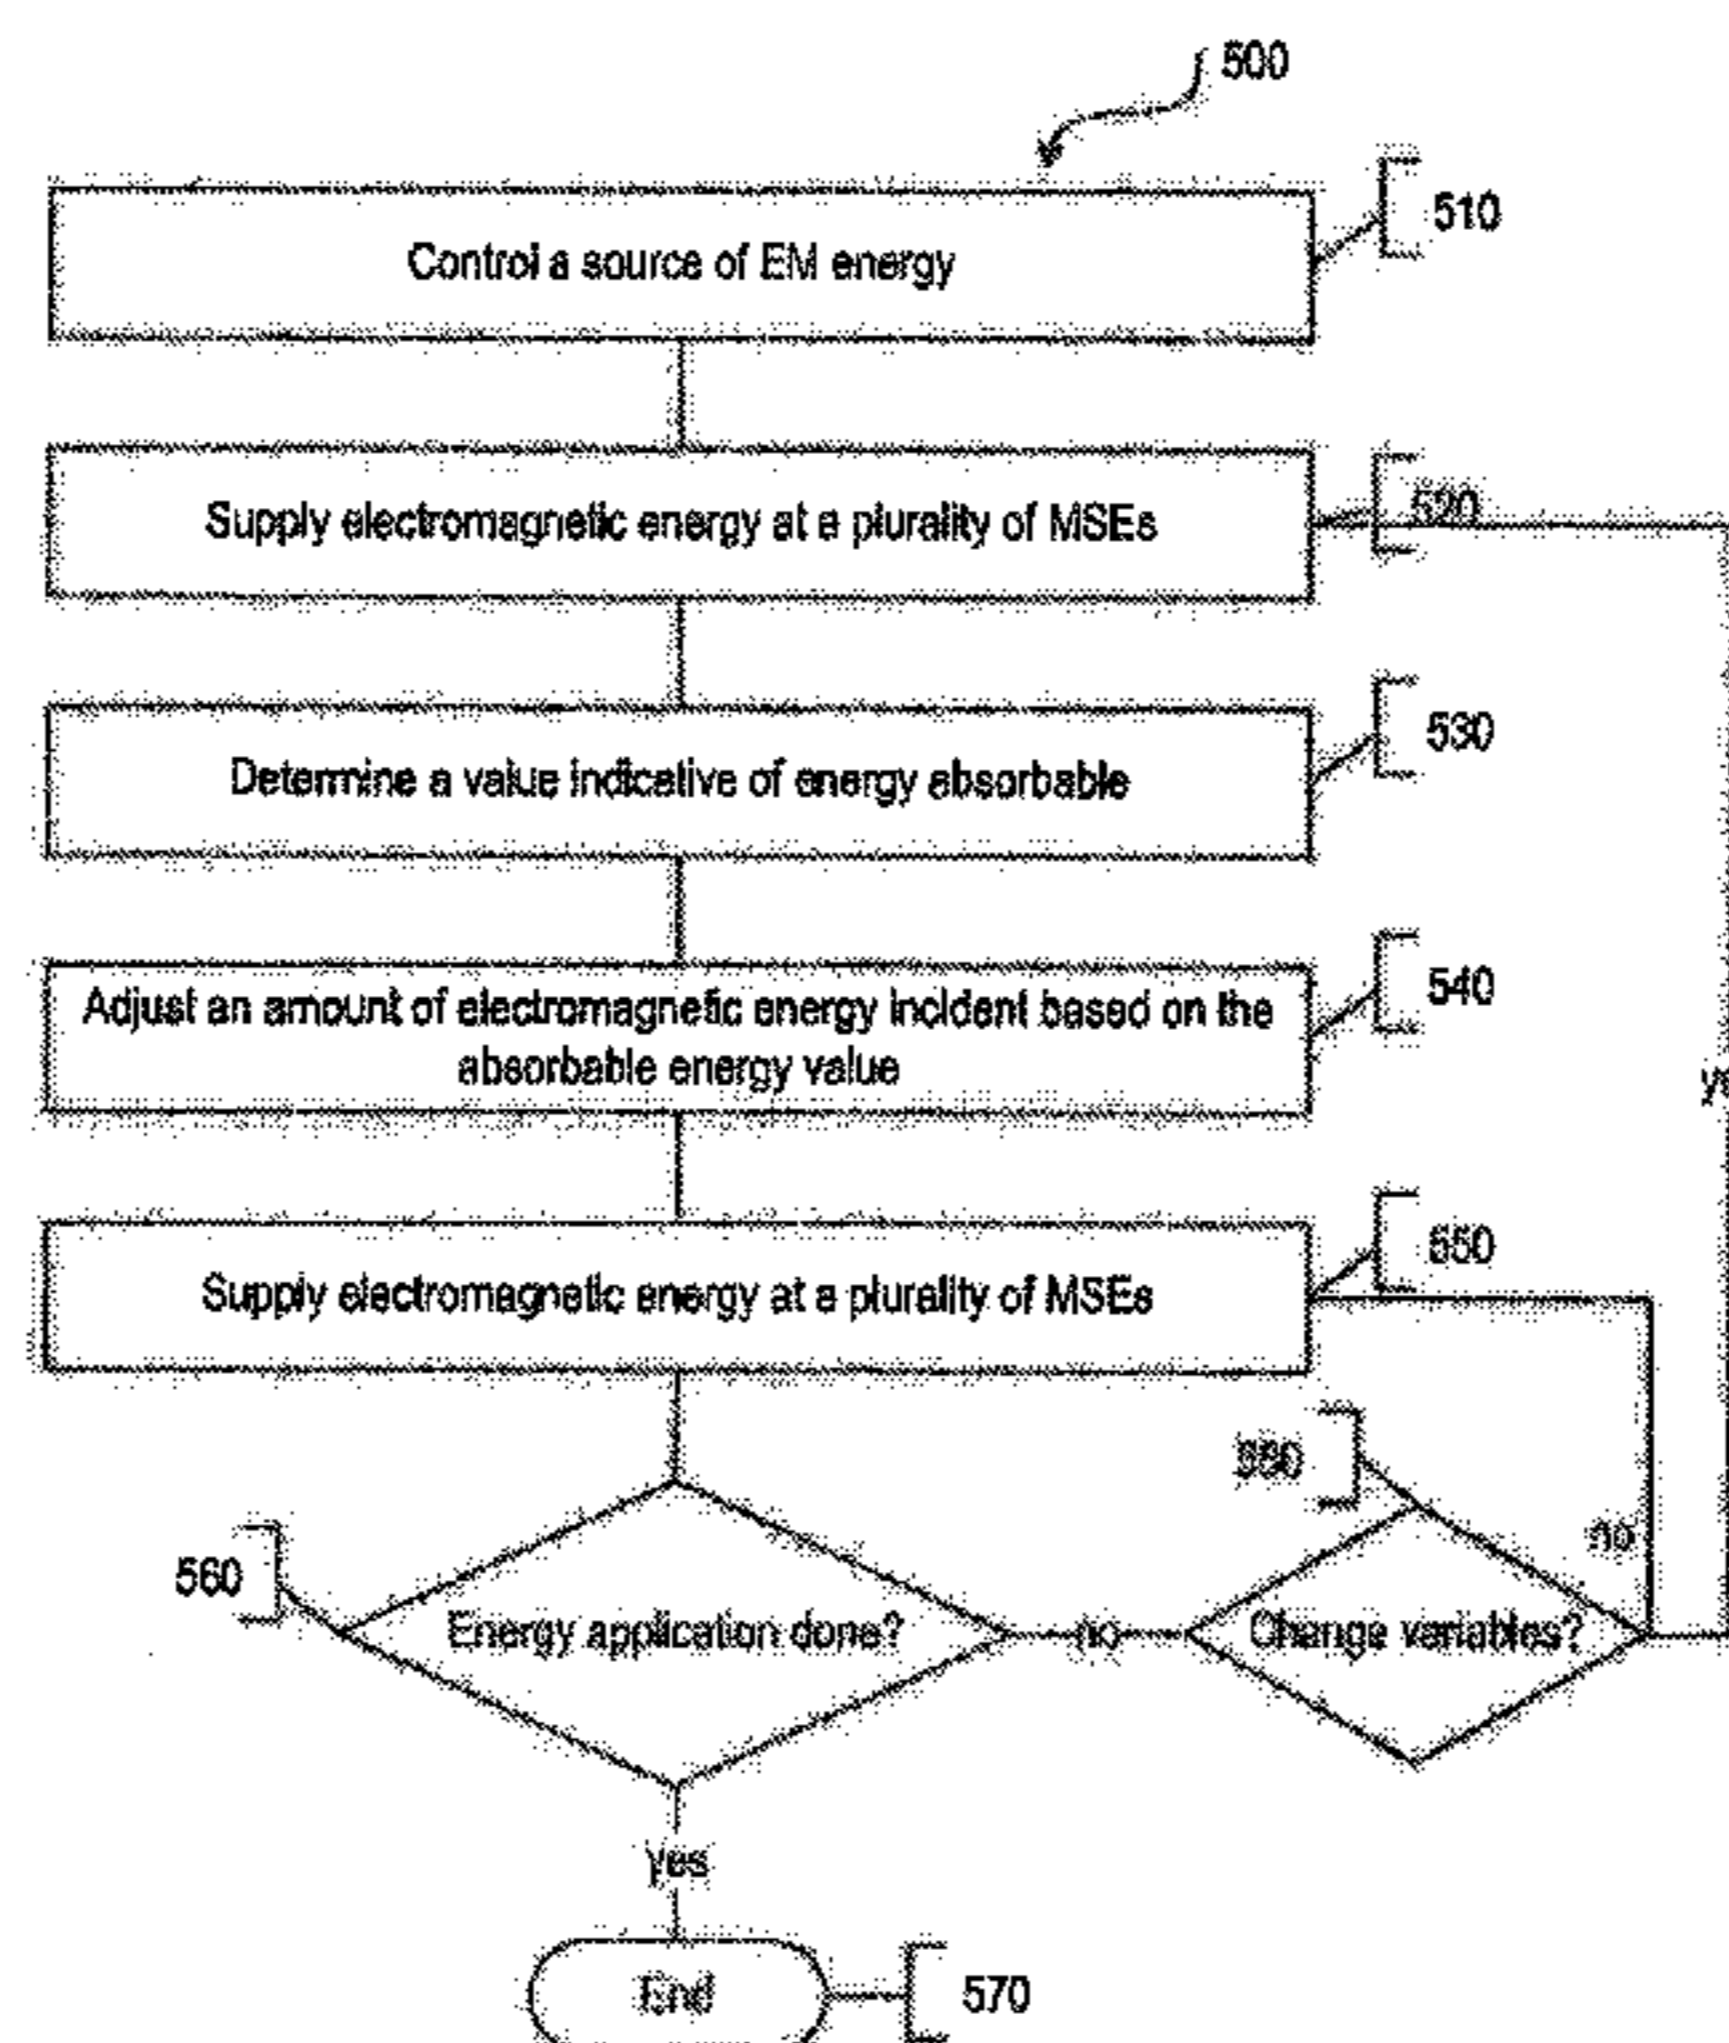 500
Control a source of EM energy
510
Supply electromagnetic energy at a plurality of MSEs
520
Determine a value indicative of energy absorbable
530
Adjust an amount of electromagnetic energy incident based on the
absorbable energy value
540
Supply electromagnetic energy at a plurality of MSEs
550
560
Energy application done?
no
Change variables?
no
yes
End
570